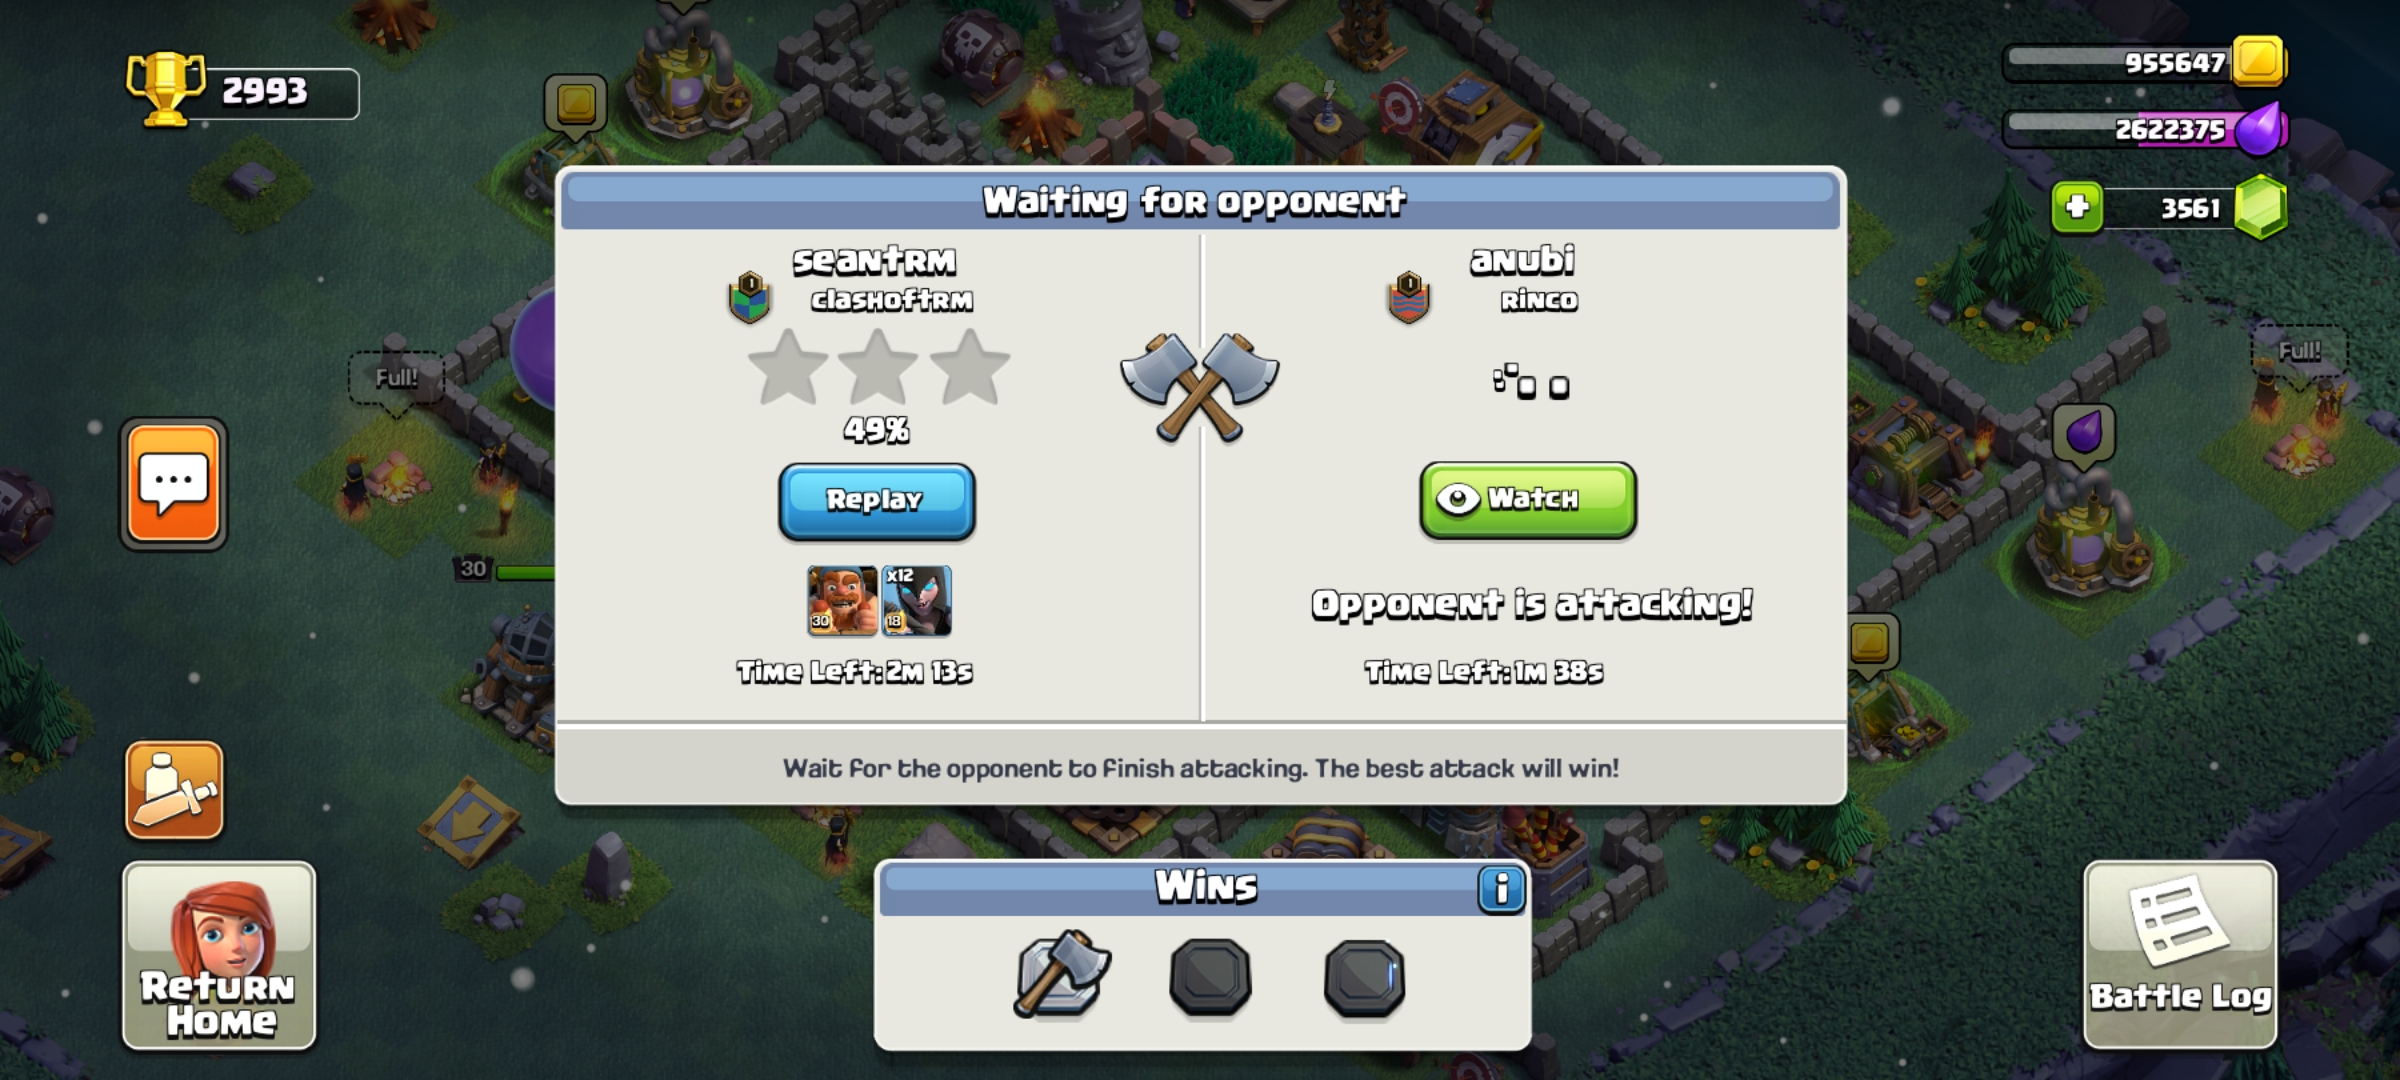 2993
955647
2622375
3561
Waiting for opponent
seantrm
clashoftrm
anubi
rinco
1
1
Full!
Full!
49%
Replay
Watch
30
x12
30
18
Opponent is attacking!
Time Left: 2m 13s
Time Left: 1m 38s
Wait for the opponent to finish attacking. The best attack will win!
Wins
i
Return
Home
Battle Log